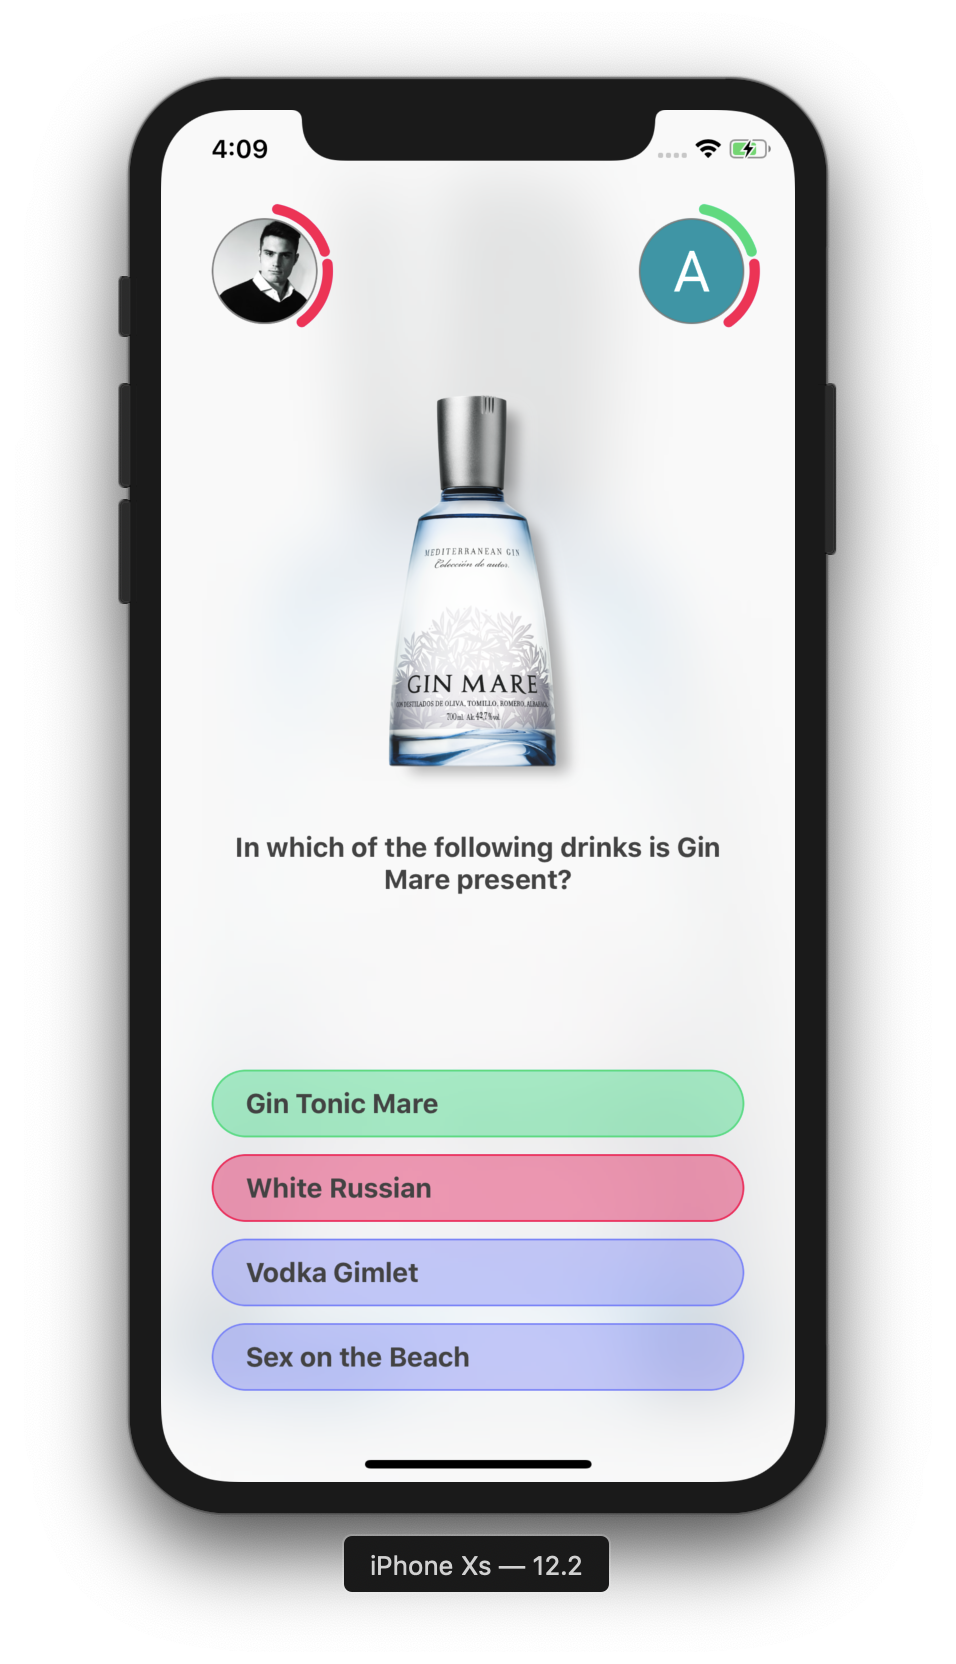 4:09
A
MEDITERRANEAN GIN
Colección de autor.
GIN MARE
DESTILADOS DE OLIVA, TOMILLO, ROMERO,
700ml. Alc.42,7%vol.
In which of the following drinks is Gin
Mare present?
Gin Tonic Mare
White Russian
Vodka Gimlet
Sex on the Beach
iPhone Xs — 12.2